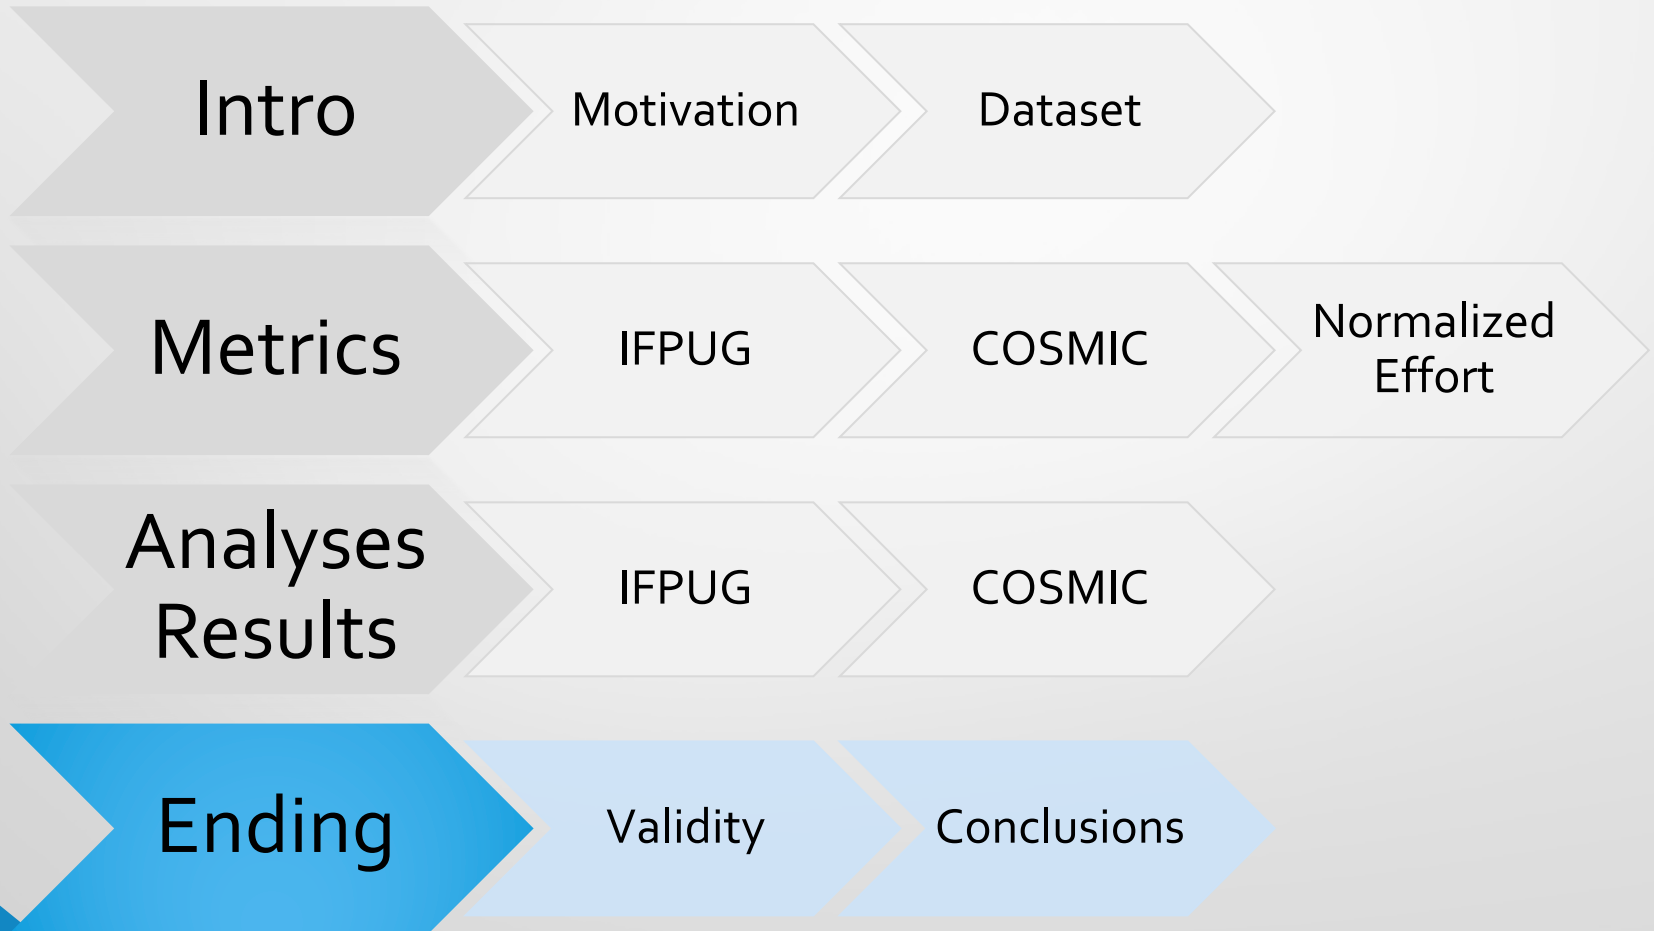 Intro
Motivation
Dataset
Metrics
IFPUG
COSMIC
Normalized
Effort
Analyses
Results
IFPUG
COSMIC
Ending
Validity
Conclusions